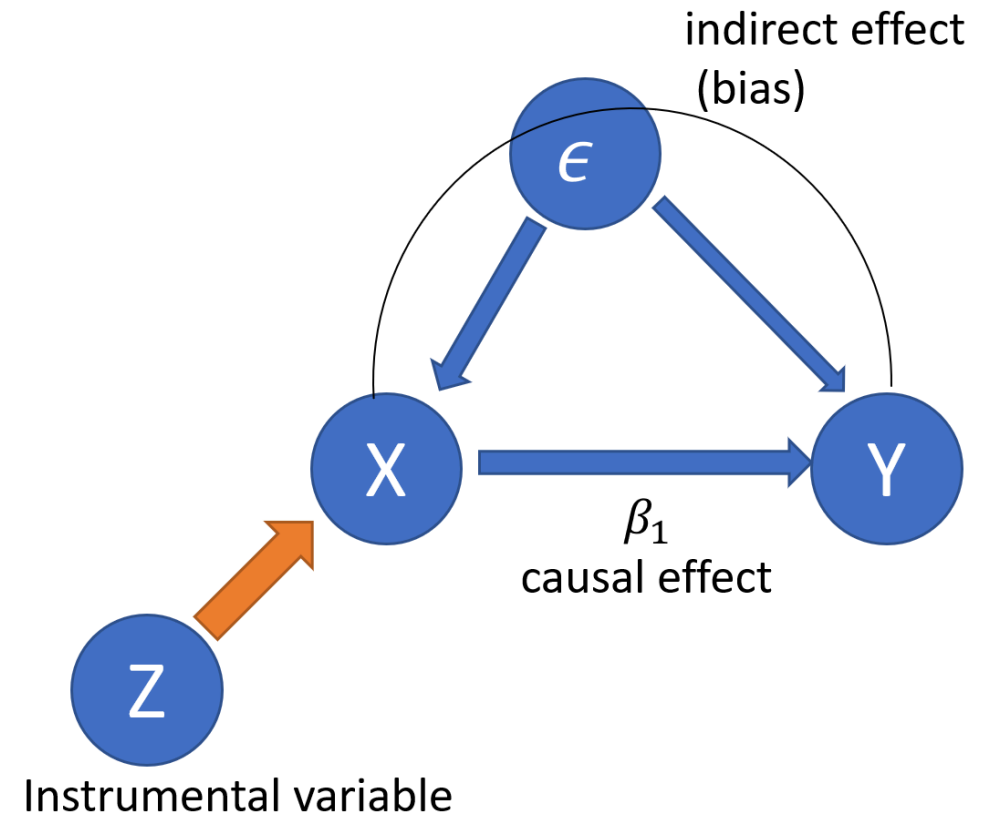 indirect effect
(bias)
ϵ
X
Y
β₁
causal effect
Z
Instrumental variable